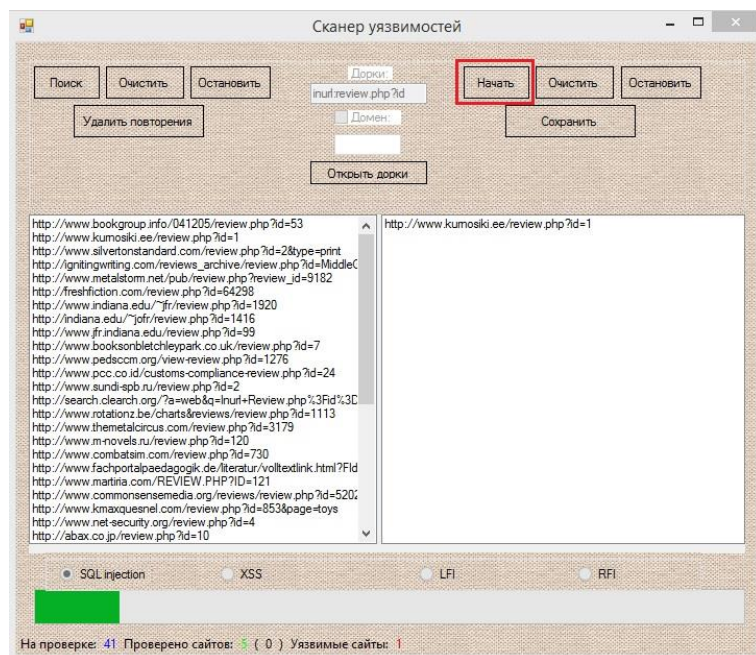 Сканер уязвимостей
Поиск Очистить Остановить
Дорки:
inurl:review.php?id
Начать Очистить Остановить
Удалить повторения
Домен:
Сохранить
Открыть дорки
http://www.bookgroup.info/041205/review.php?id=53
http://www.kumosiki.ee/review.php?id=1
http://www.silvertonstandard.com/review.php?id=2&type=print
http://ignitingwriting.com/reviews_archive/review.php?id=MiddleC
http://www.metalstorm.net/pub/review.php?review_id=9182
http://freshfiction.com/review.php?id=64298
http://www.indiana.edu/~jfr/review.php?id=1920
http://indiana.edu/~jofr/review.php?id=1416
http://www.jfr.indiana.edu/review.php?id=99
http://www.booksonbletchleypark.co.uk/review.php?id=7
http://www.pedsccm.org/view-review.php?id=1276
http://www.pcc.co.id/customs-compliance-review.php?id=24
http://www.sundi-spb.ru/review.php?id=2
http://search.clearch.org/?a=web&q=Inurl+Review.php%3Fid%3D
http://www.rotationz.be/charts&reviews/review.php?id=1113
http://www.themetalcircus.com/review.php?id=3179
http://www.m-novels.ru/review.php?id=120
http://www.combatsim.com/review.php?id=730
http://www.fachportalpaedagogik.de/literatur/volltextlink.html?FId
http://www.martiria.com/REVIEW.PHP?ID=121
http://www.commonsensemedia.org/reviews/review.php?id=5202
http://www.kmaxquesnel.com/review.php?id=853&page=toys
http://www.net-security.org/review.php?id=4
http://abax.co.jp/review.php?id=10
http://www.kumosiki.ee/review.php?id=1
SQL injection XSS LFI RFI
На проверке: 41 Проверено сайтов: 5 ( 0 ) Уязвимые сайты: 1